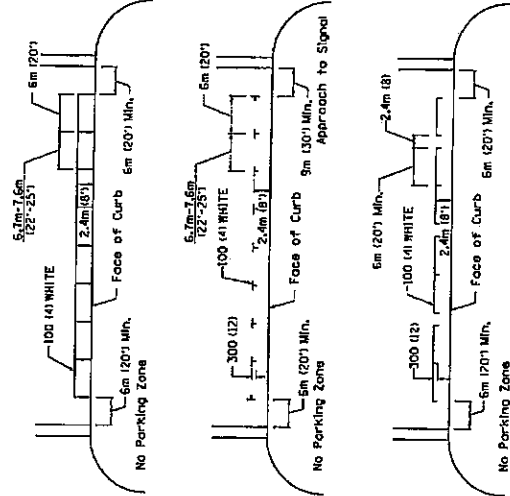 6m (20')
6.7m-7.6m
(22'-25')
100 (4) WHITE
2.4m (8')
Face of Curb
6m (20') Min.
6m (20') Min.
No Parking Zone
6m (20')
6.7m-7.6m
(22'-25')
100 (4) WHITE
300 (12)
2.4m (8')
Face of Curb
9m (30') Min.
Approach to Signal
6m (20') Min.
No Parking Zone
2.4m (8)
6m (20') Min.
100 (4) WHITE
300 (12)
2.4m (8')
Face of Curb
6m (20') Min.
6m (20') Min.
No Parking Zone